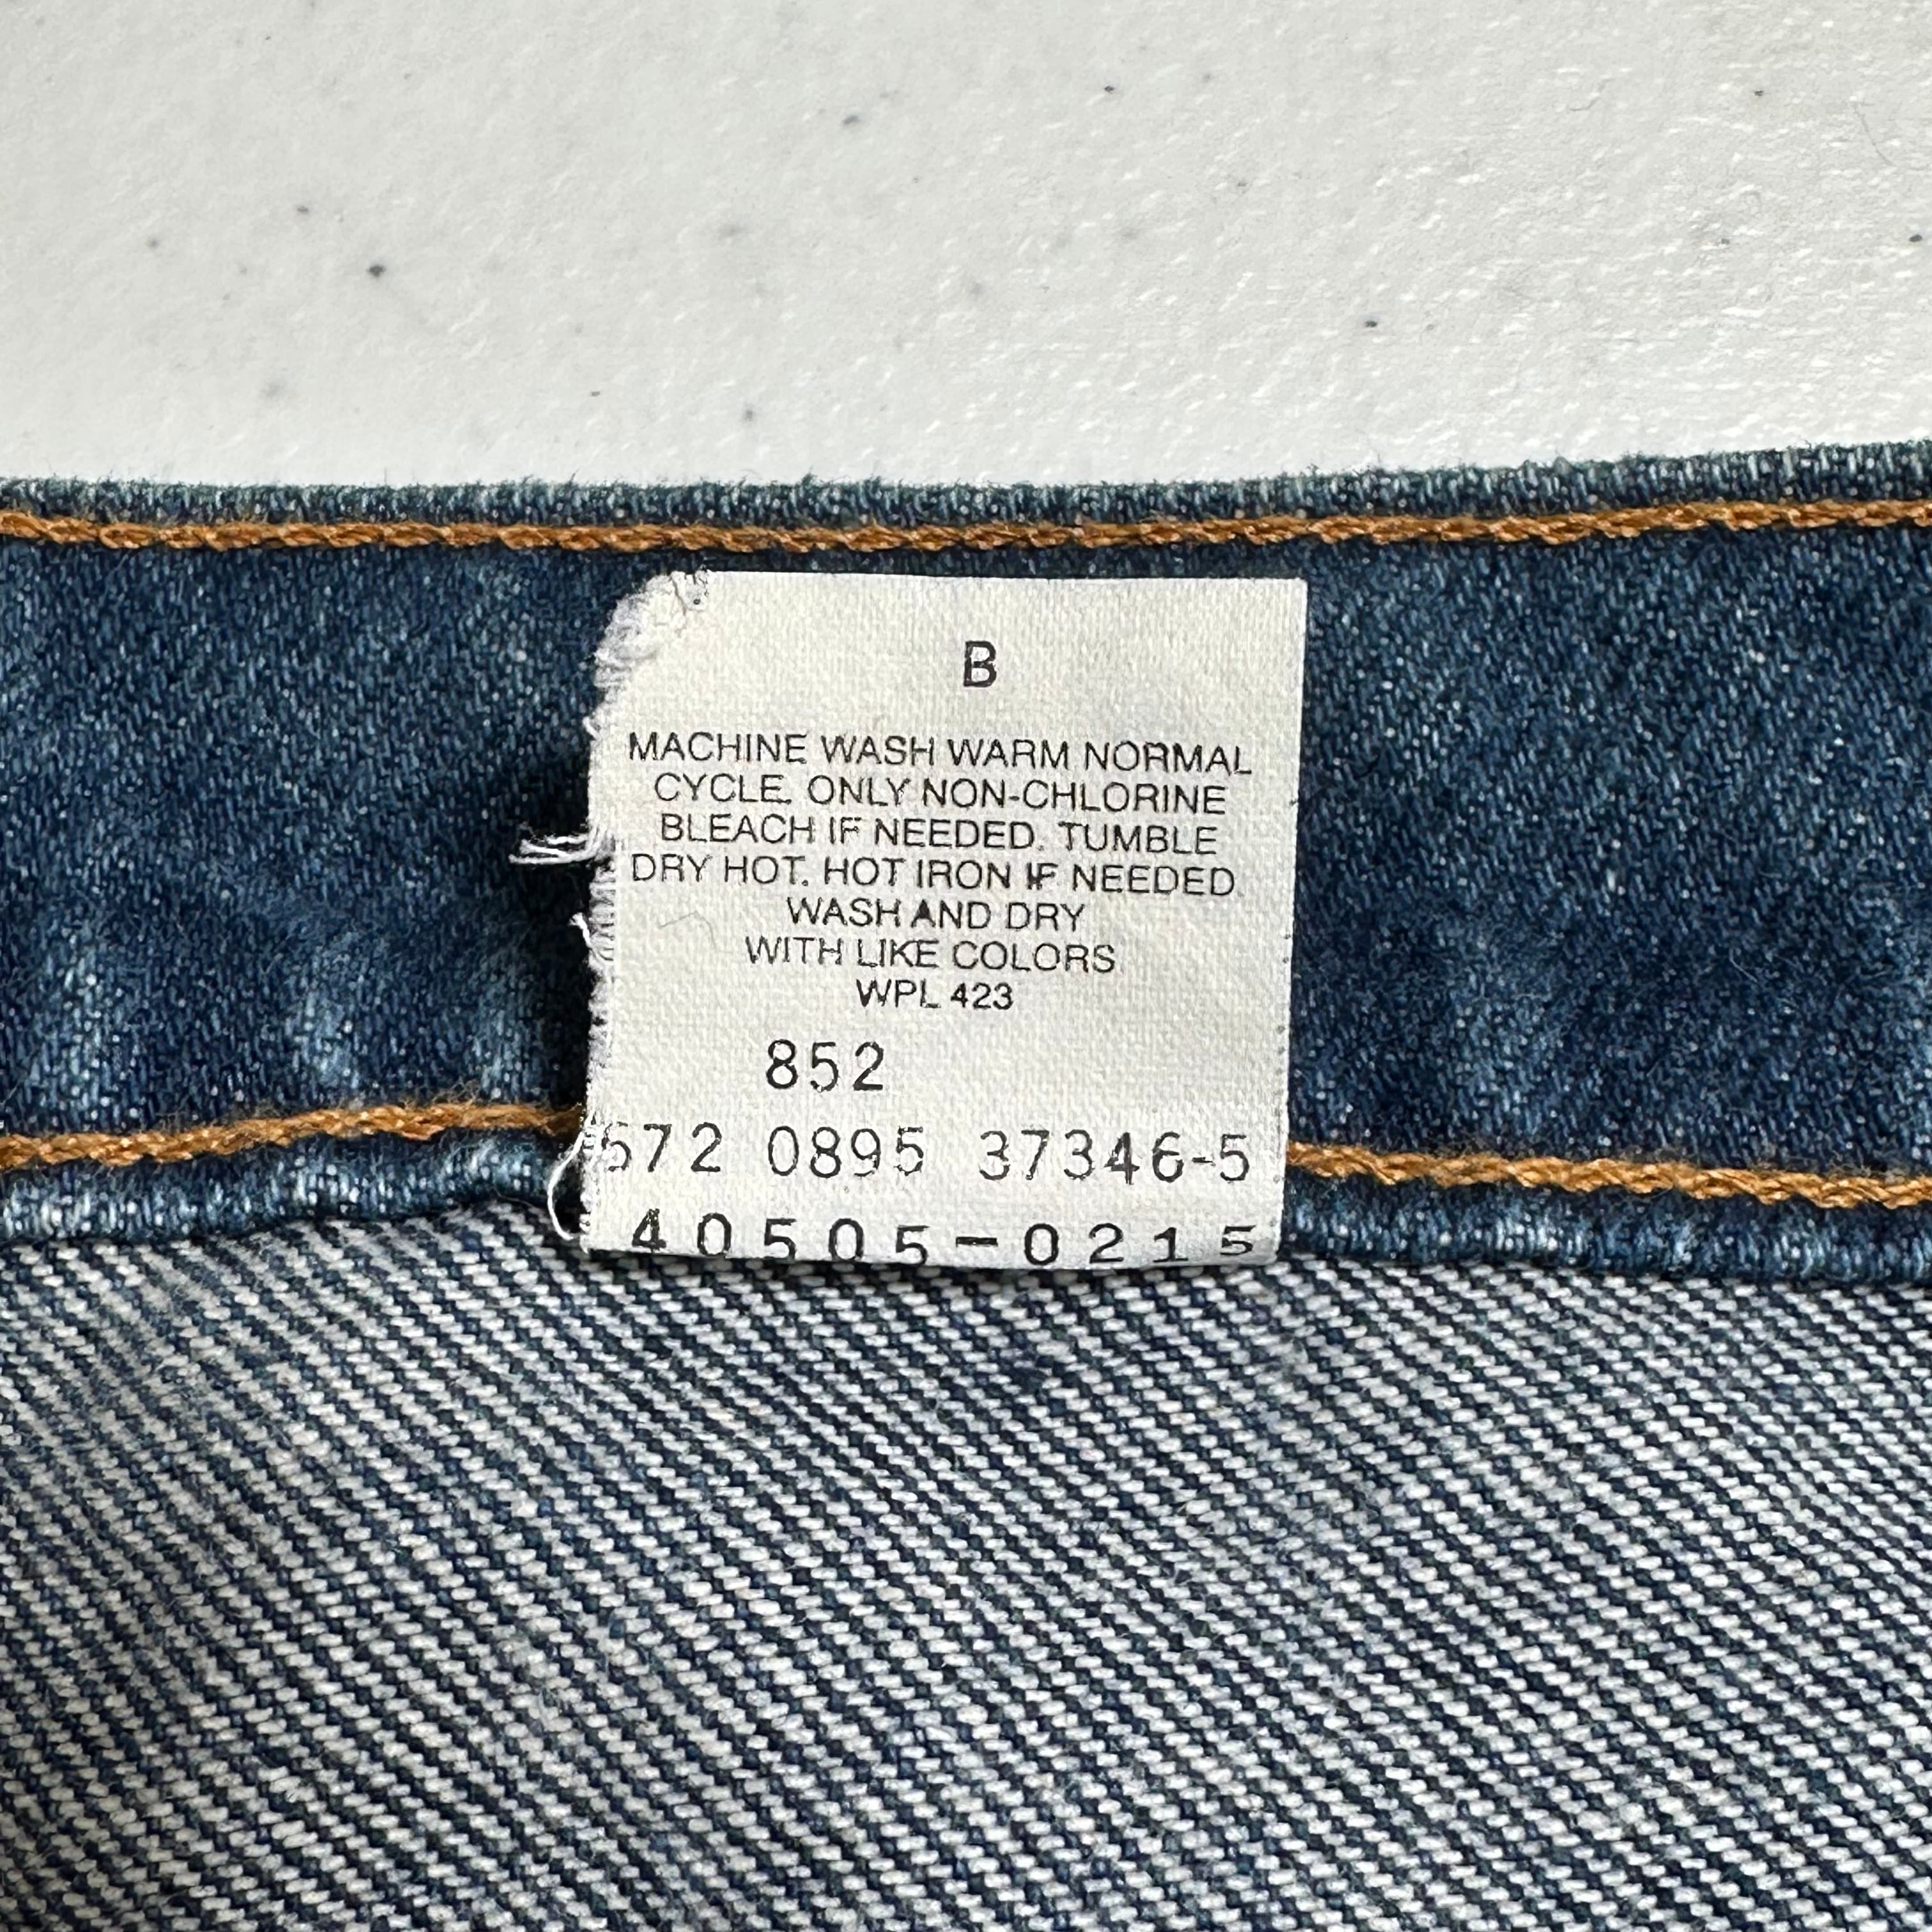 B
MACHINE WASH WARM NORMAL
CYCLE. ONLY NON-CHLORINE
BLEACH IF NEEDED. TUMBLE
DRY HOT. HOT IRON IF NEEDED.
WASH AND DRY
WITH LIKE COLORS
WPL 423
852
572 0895 37346-5
40505-0215